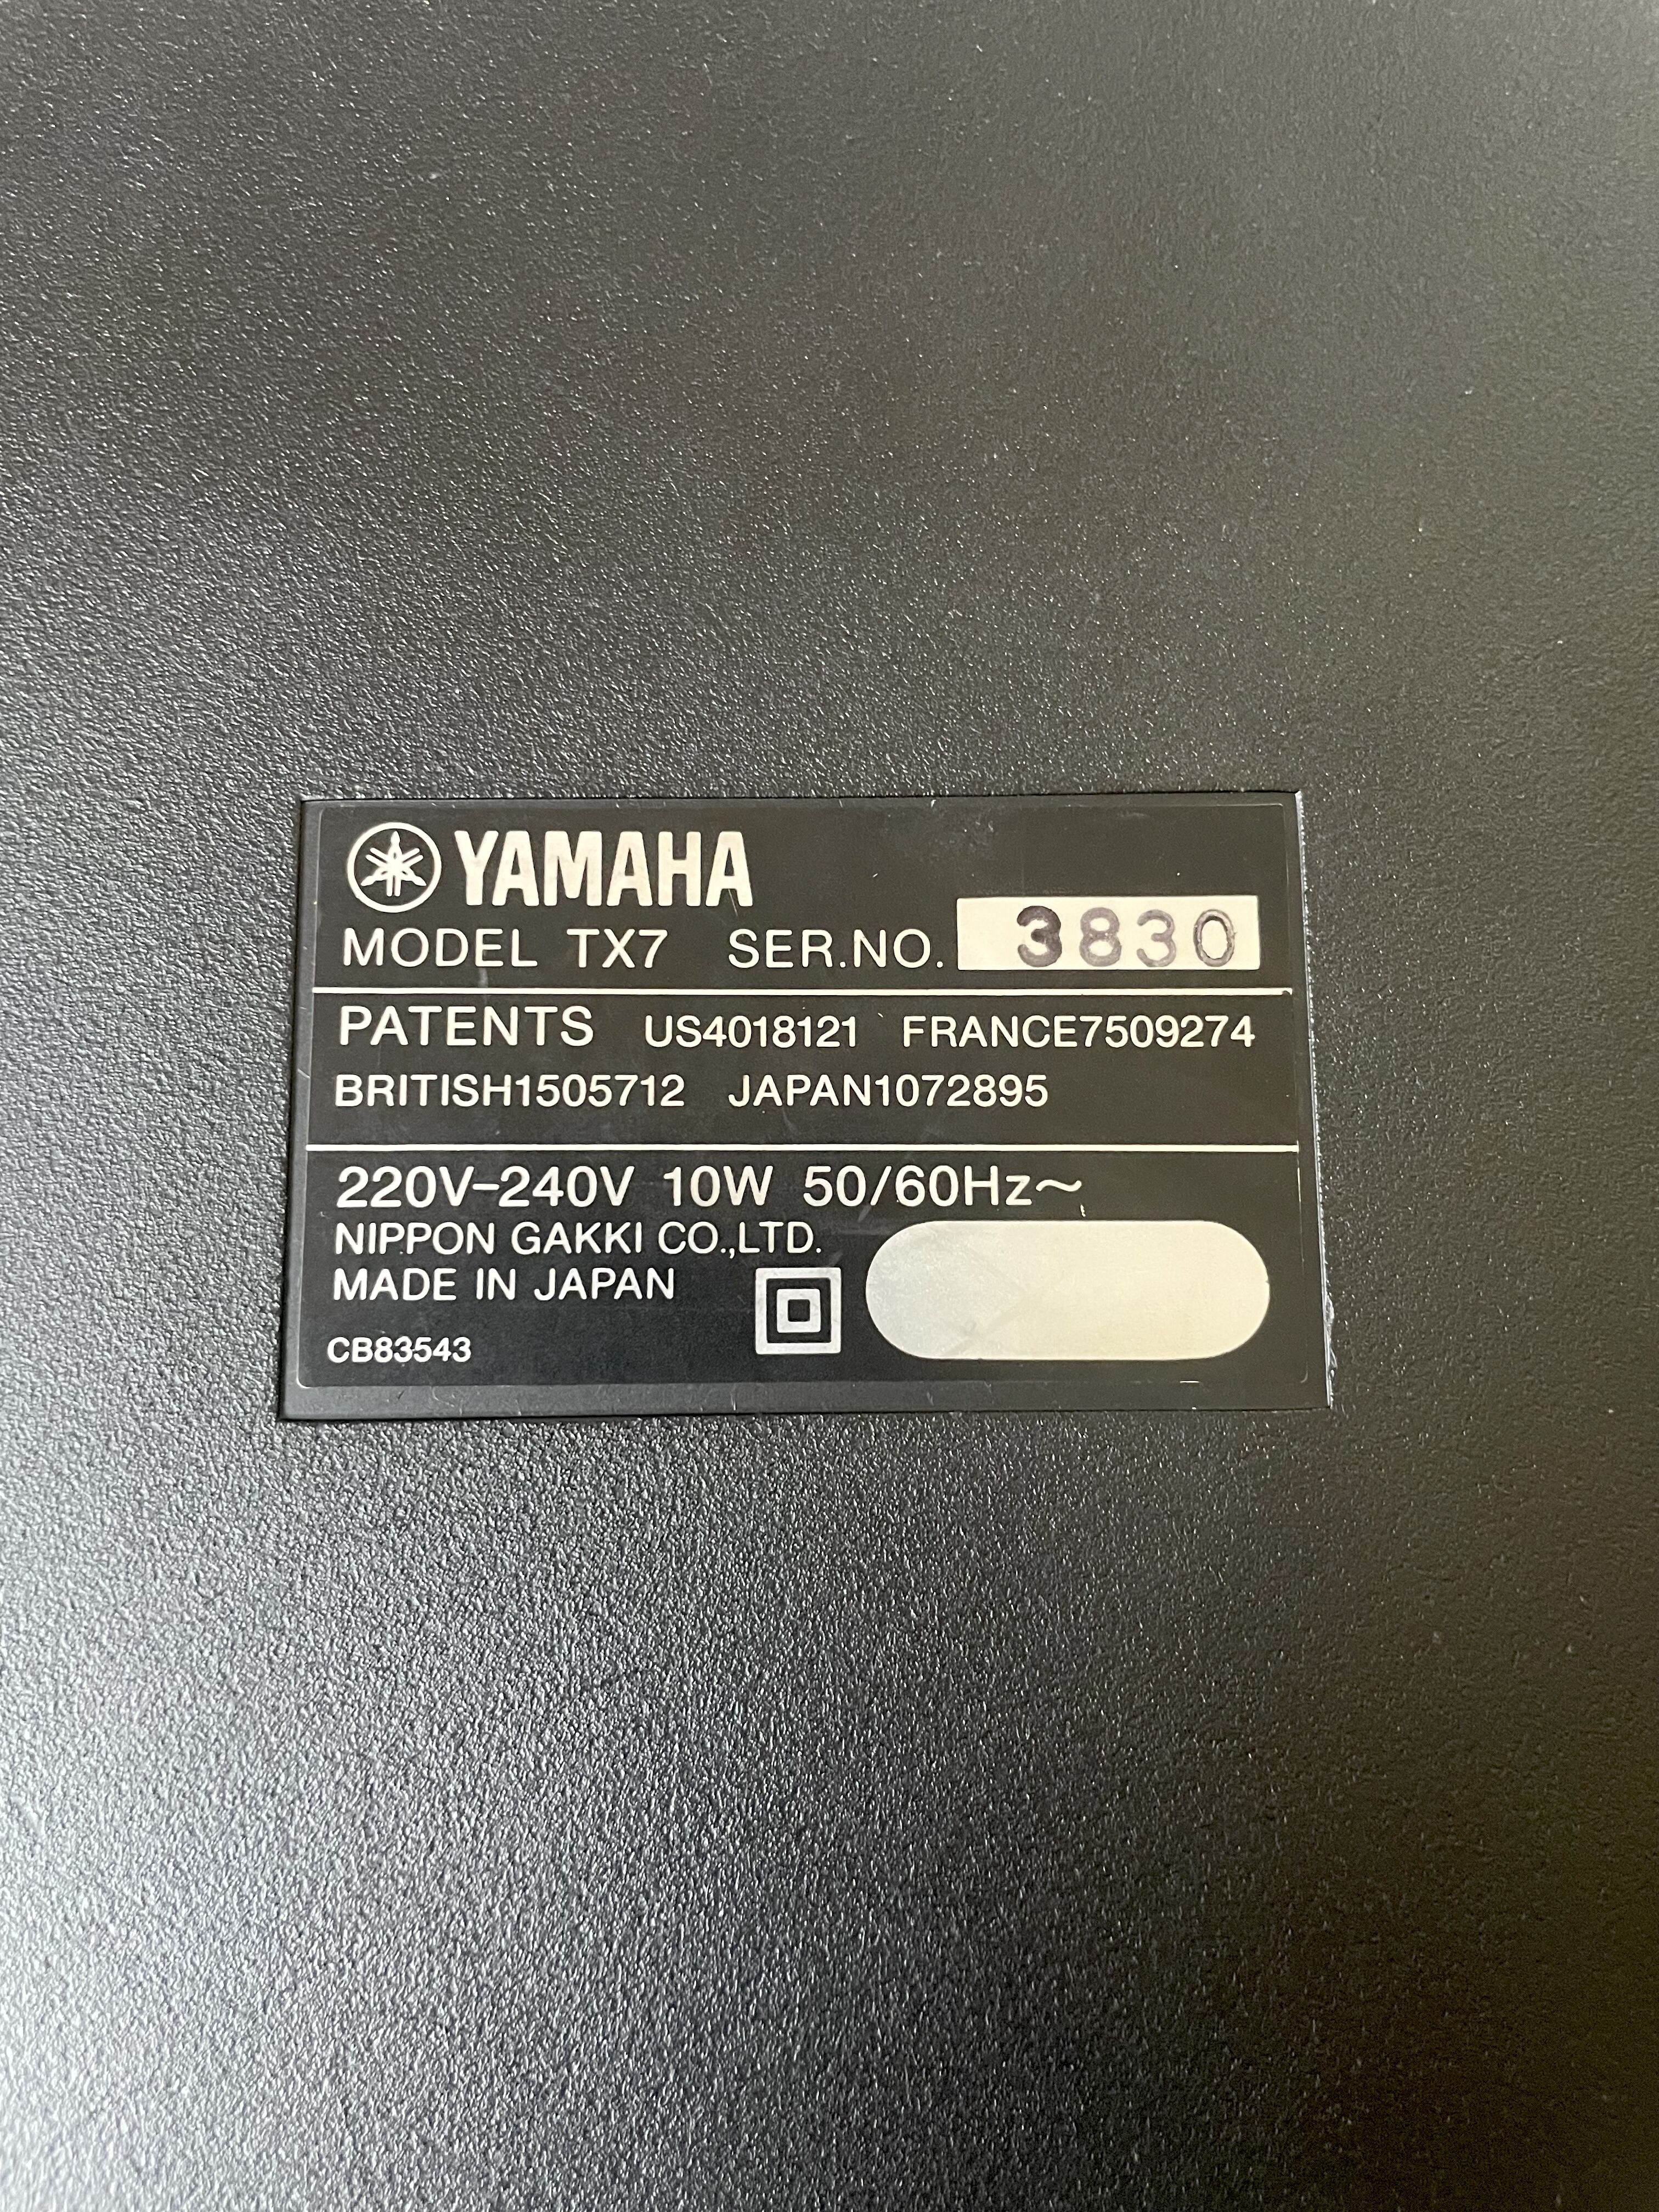 YAMAHA
MODEL TX7 SER.NO. 3830
PATENTS US4018121 FRANCE7509274
BRITISH1505712 JAPAN1072895
220V-240V 10W 50/60Hz~
NIPPON GAKKI CO.,LTD.
MADE IN JAPAN
CB83543